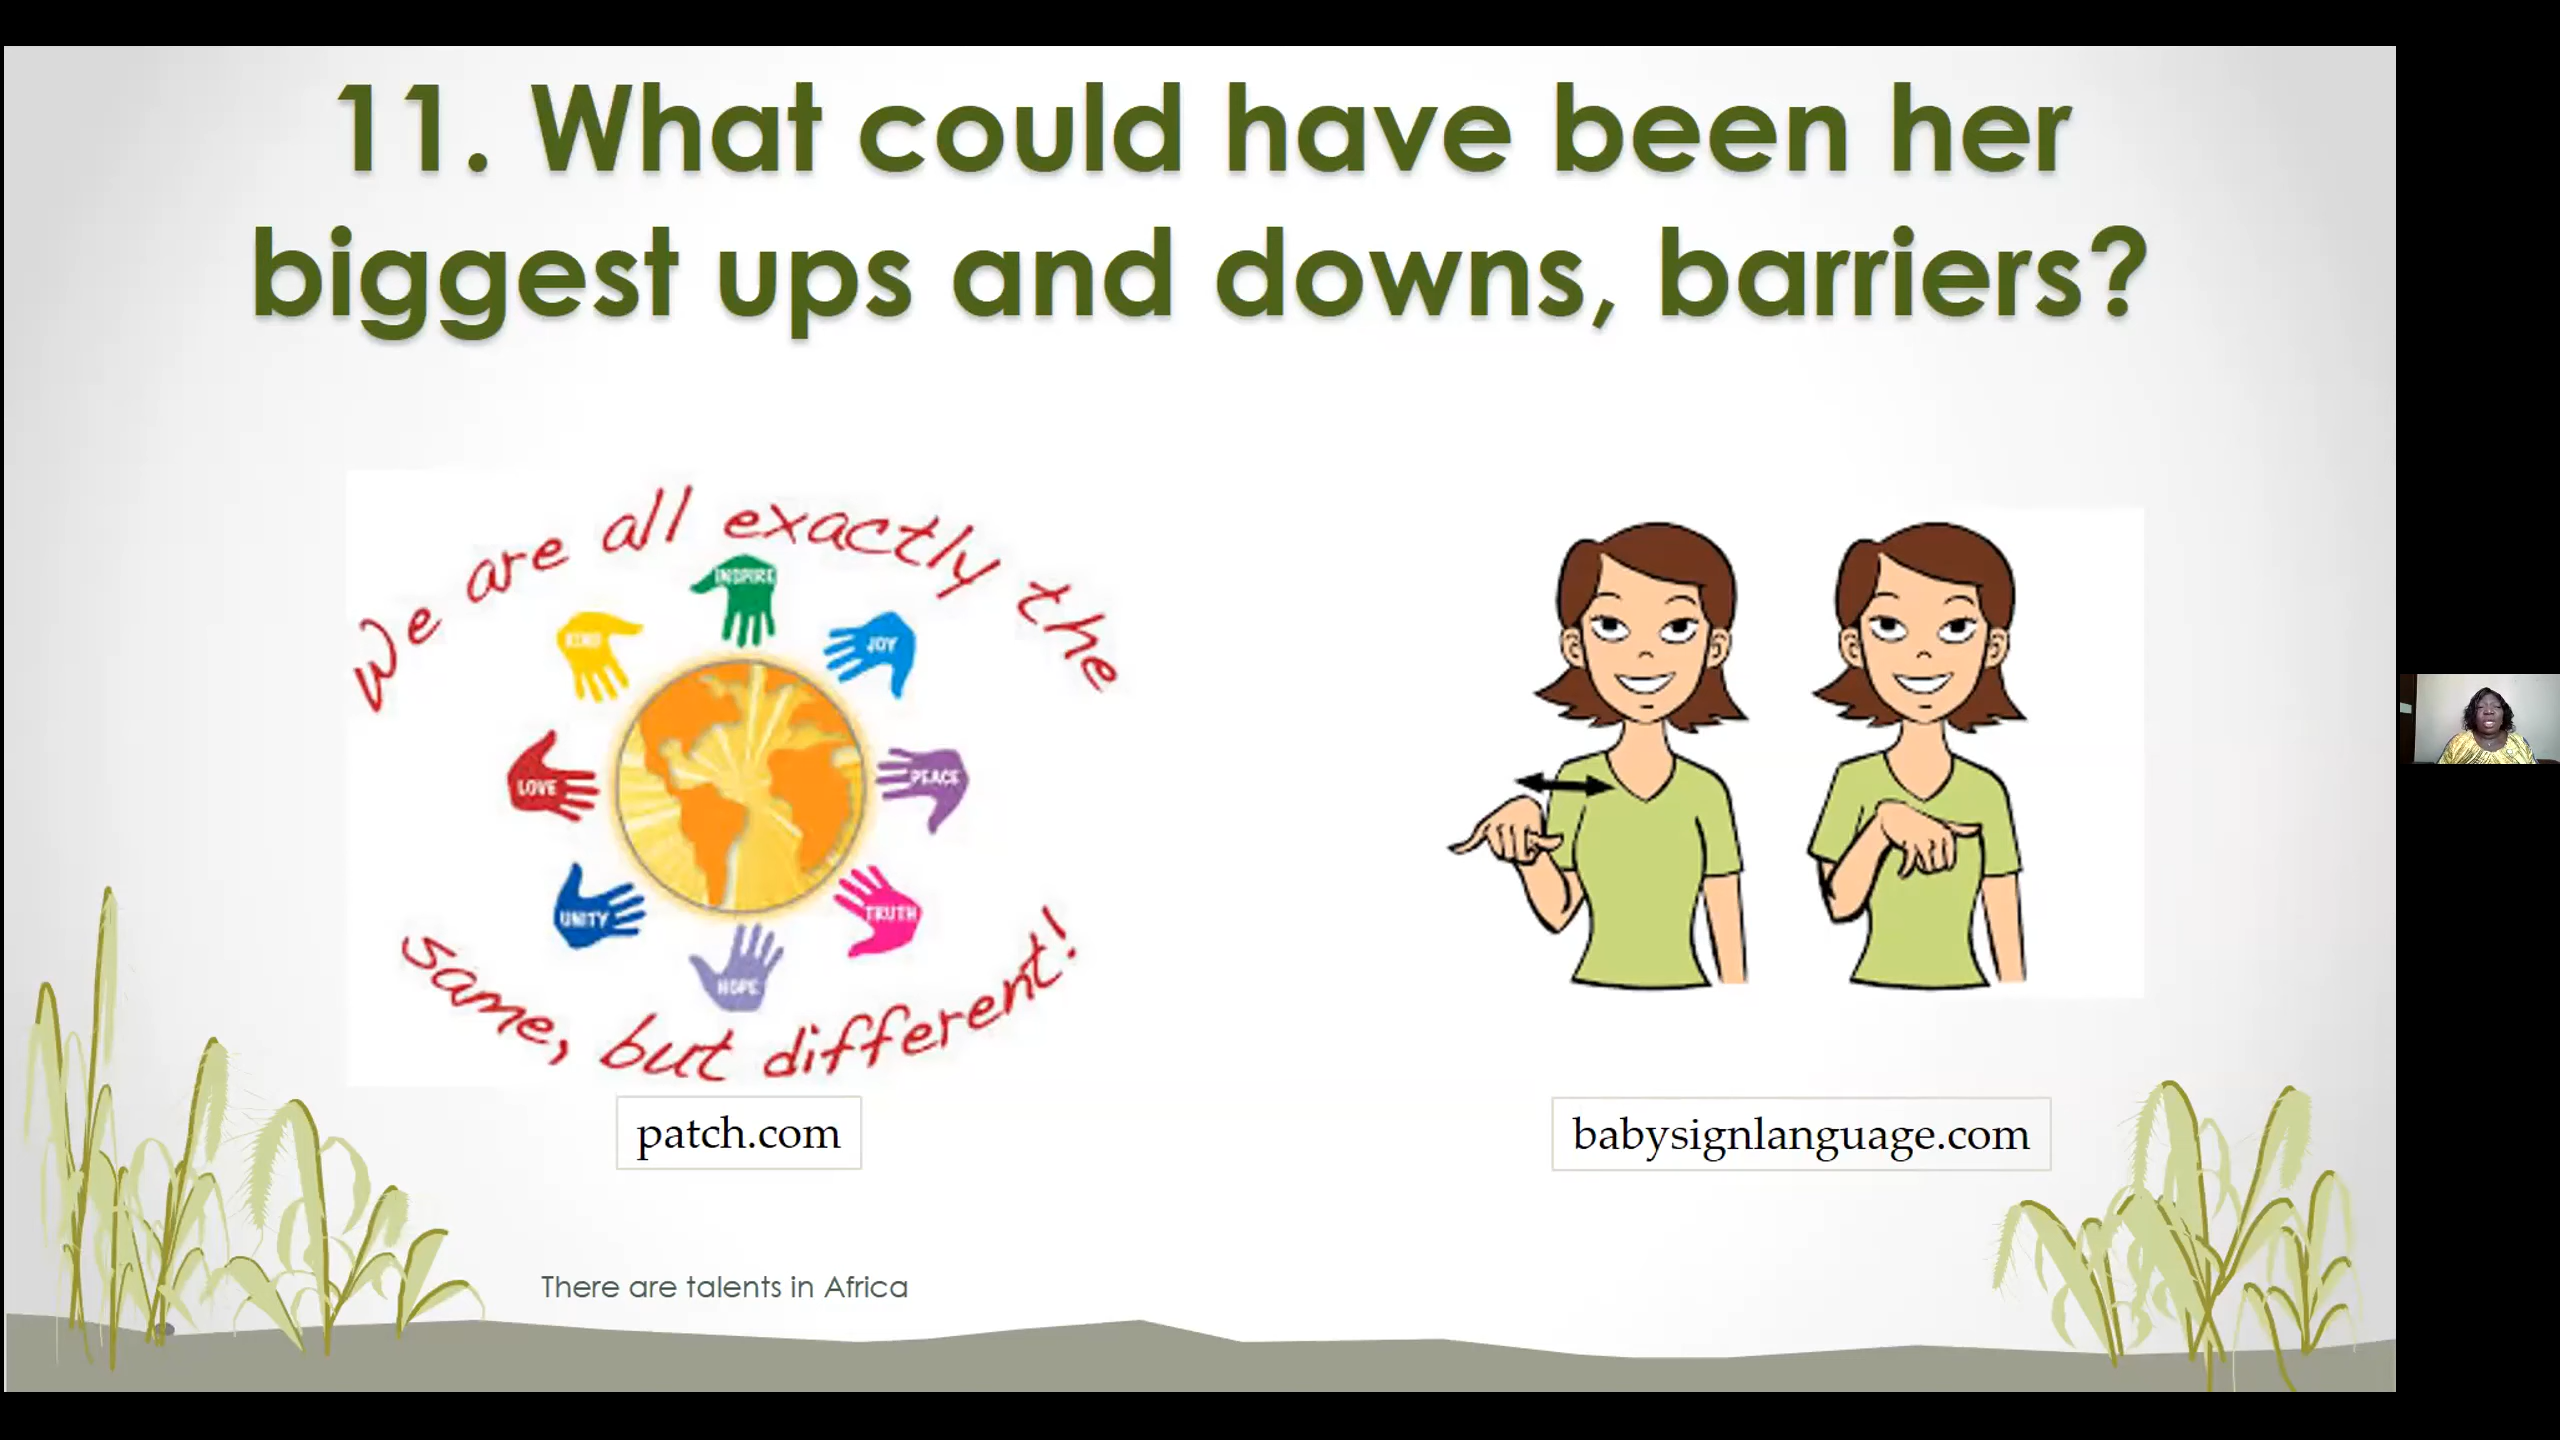 11. What could have been her
biggest ups and downs, barriers?
We are all exactly the
INSPIRE
KIND
JOY
LOVE
PEACE
UNITY
TRUTH
HOPE
same, but different!
patch.com
babysignlanguage.com
There are talents in Africa